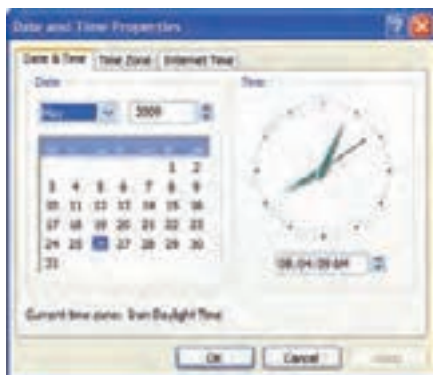 Date and Time Properties
Date & Time Time Zone Internet Time
Date Time
May 2009
1 2
3 4 5 6 7 8 9
10 11 12 13 14 15 16
17 18 19 20 21 22 23
24 25 26 27 28 29 30
31
Current time zone: Iran Daylight Time
OK Cancel Apply